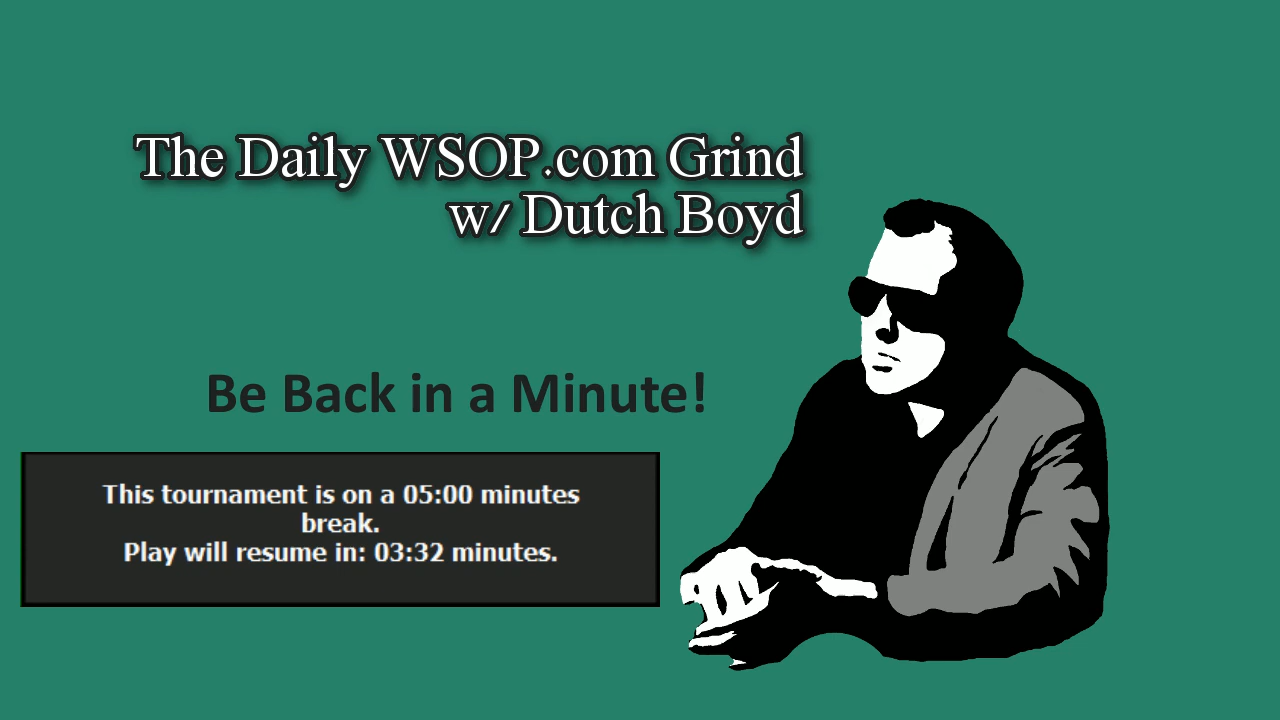 The Daily WSOP.com Grind
w/ Dutch Boyd
Be Back in a Minute!
This tournament is on a 05:00 minutes
break.
Play will resume in: 03:32 minutes.